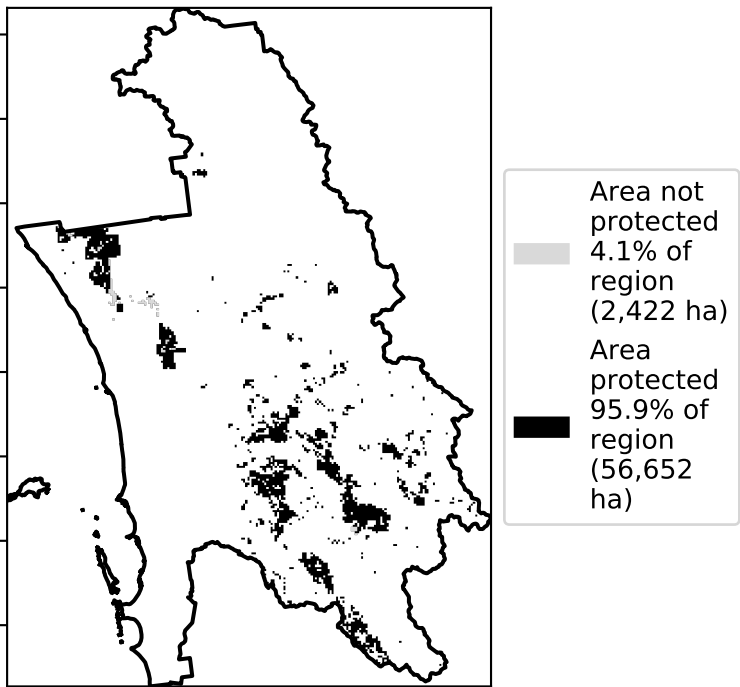 Area not
protected
4.1% of
region
(2,422 ha)
Area
protected
95.9% of
region
(56,652
ha)